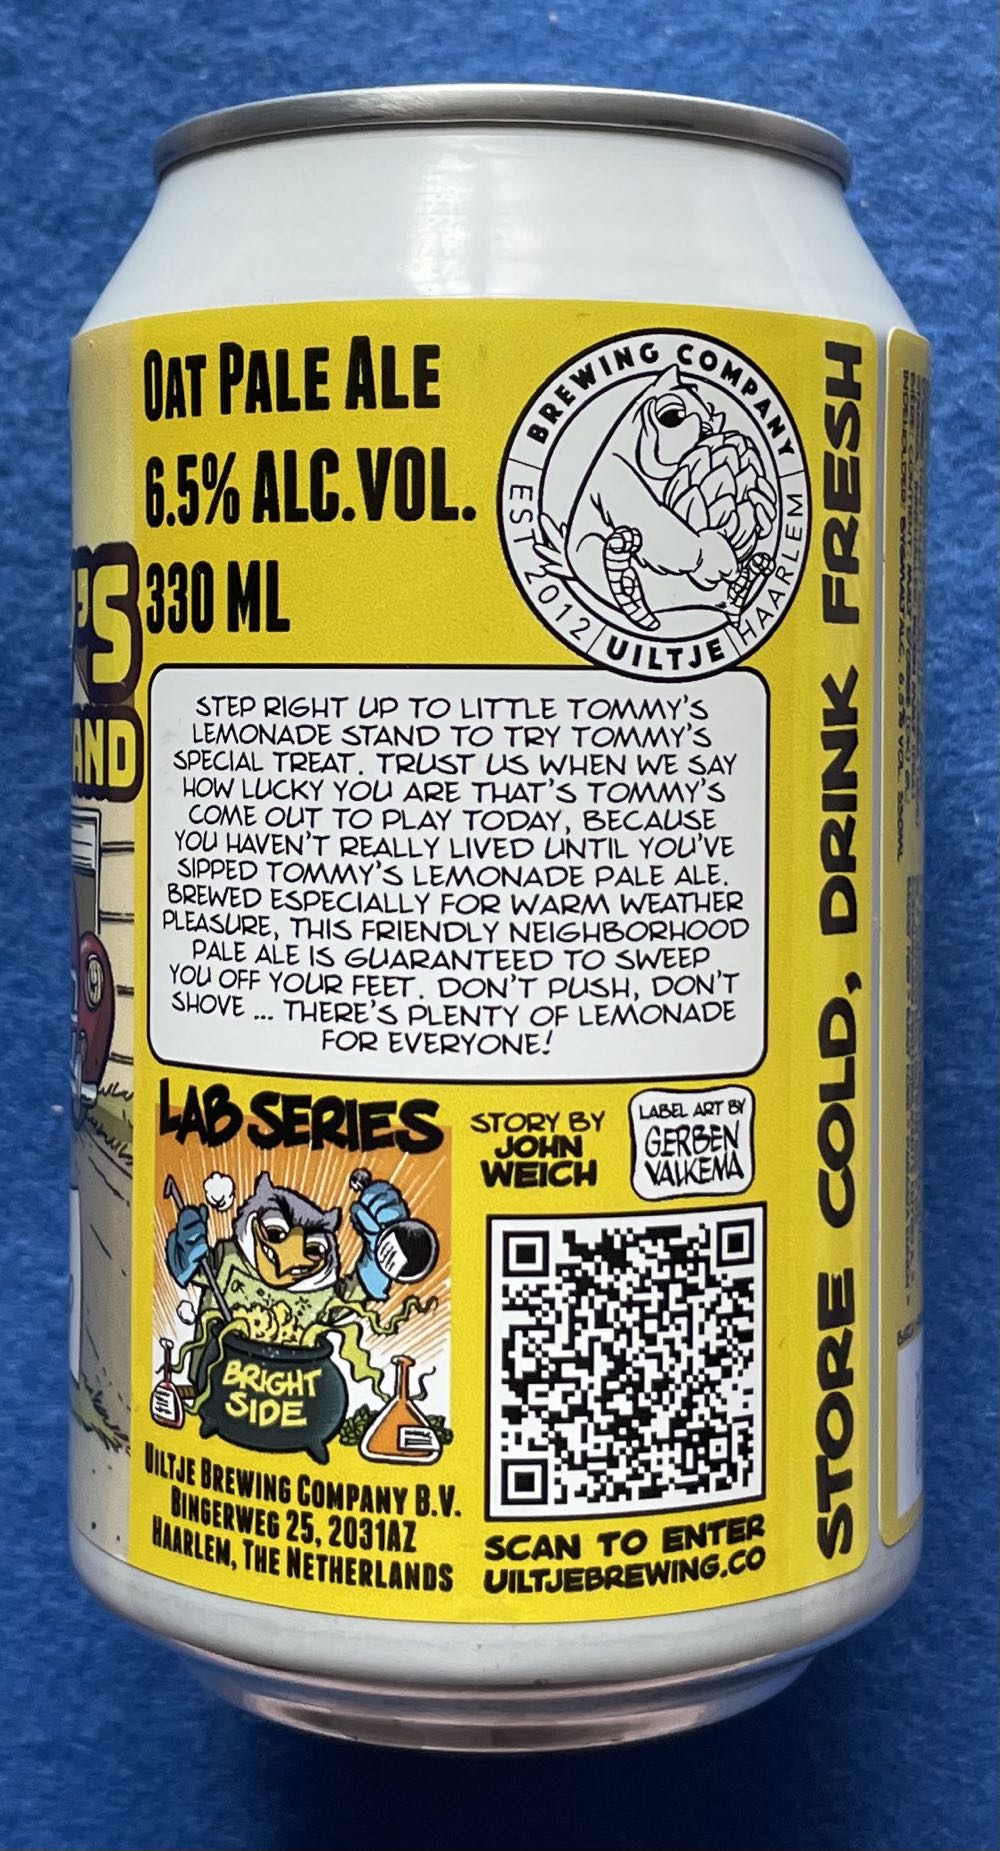 OAT PALE ALE
6.5% ALC.VOL.
330 ML
BREWING COMPANY
EST 2012
UILTJE
HAARLEM
'S
AND
STEP RIGHT UP TO LITTLE TOMMY'S
LEMONADE STAND TO TRY TOMMY'S
SPECIAL TREAT. TRUST US WHEN WE SAY
HOW LUCKY YOU ARE THAT'S TOMMY'S
COME OUT TO PLAY TODAY, BECAUSE
YOU HAVEN'T REALLY LIVED UNTIL YOU'VE
SIPPED TOMMY'S LEMONADE PALE ALE.
BREWED ESPECIALLY FOR WARM WEATHER
PLEASURE, THIS FRIENDLY NEIGHBORHOOD
PALE ALE IS GUARANTEED TO SWEEP
YOU OFF YOUR FEET. DON'T PUSH, DON'T
SHOVE ... THERE'S PLENTY OF LEMONADE
FOR EVERYONE!
LAB SERIES
BRIGHT
SIDE
STORY BY
JOHN
WEICH
LABEL ART BY
GERBEN
VALKEMA
UILTJE BREWING COMPANY B.V.
BINGERWEG 25, 2031AZ
HAARLEM, THE NETHERLANDS
SCAN TO ENTER
UILTJEBREWING.CO
STORE COLD, DRINK FRESH